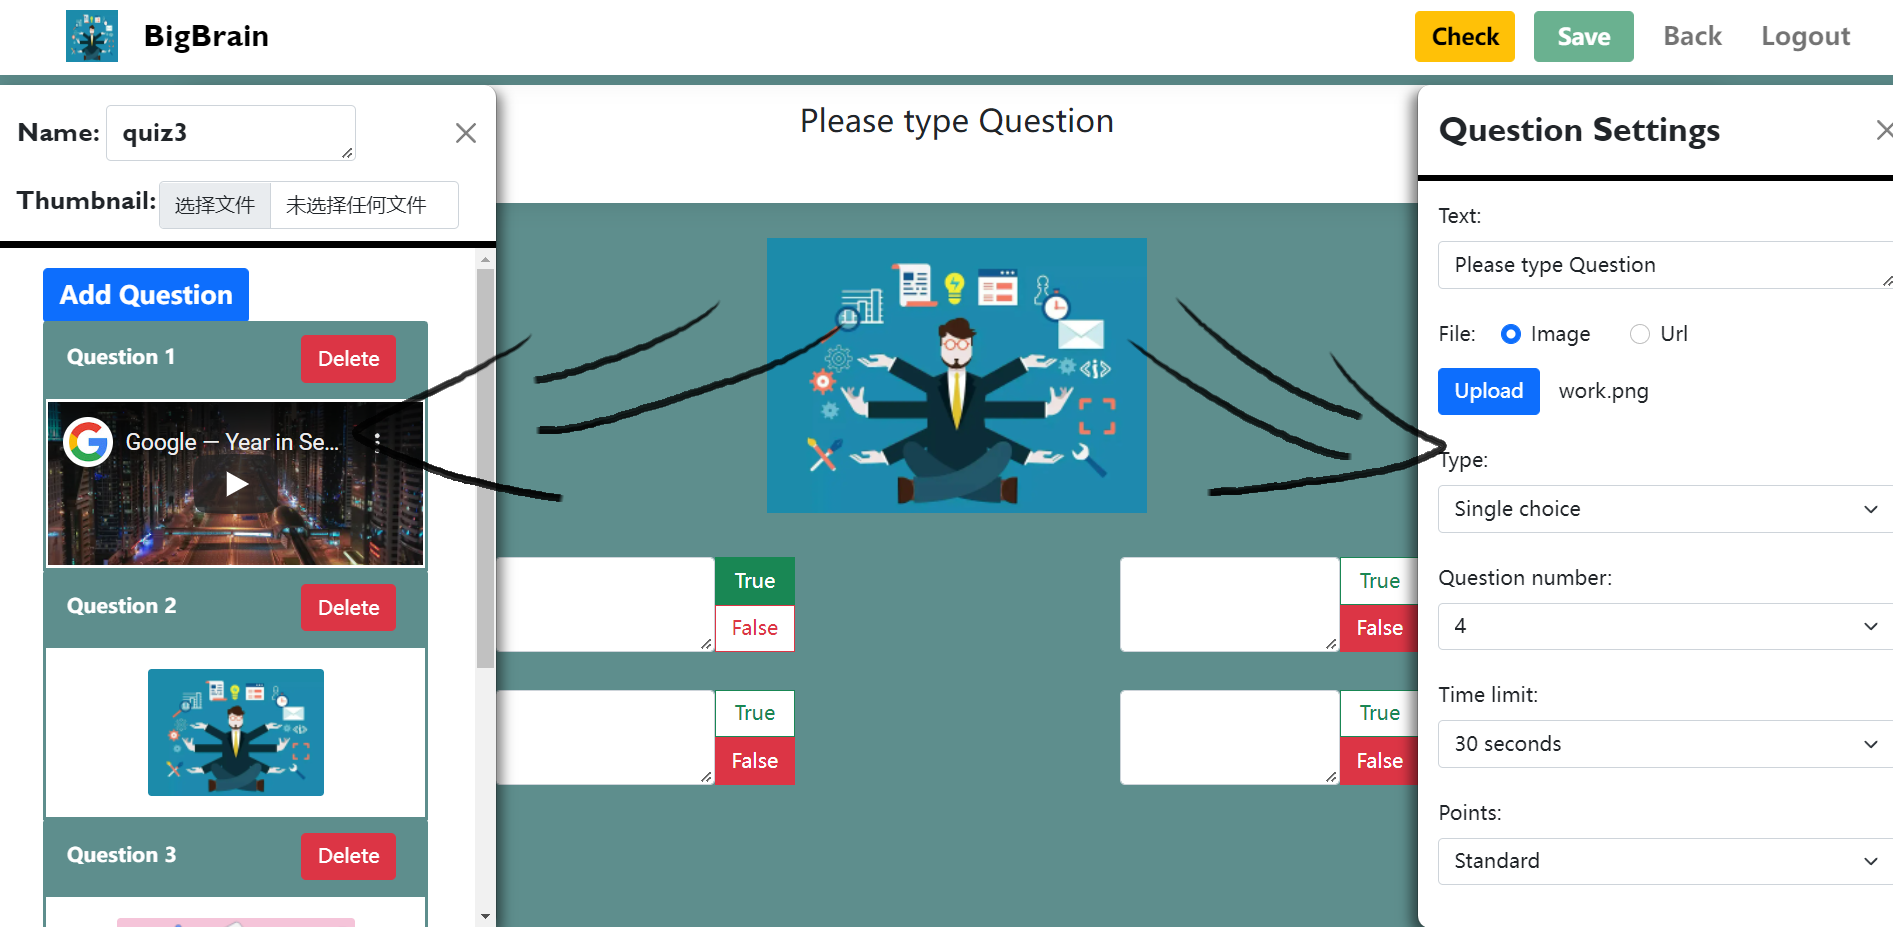 BigBrain
Check
Save
Back
Logout
Name:
quiz3
Thumbnail:
选择文件
未选择任何文件
Add Question
Question 1
Delete
Google — Year in Se...
Question 2
Delete
Question 3
Delete
Please type Question
True
False
True
False
True
False
True
False
Question Settings
Text:
Please type Question
File:
Image
Url
Upload
work.png
Type:
Single choice
Question number:
4
Time limit:
30 seconds
Points:
Standard